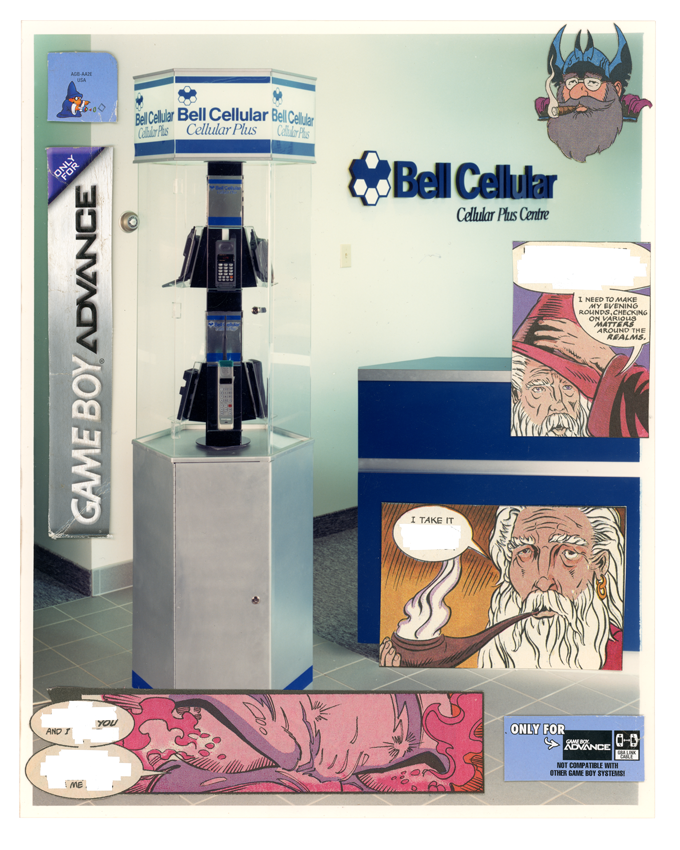 AGB-AA2E
USA
ONLY
FOR
GAME BOY ADVANCE
Bell Cellular
Cellular Plus
Bell Cellular
Cellular Plus
Bell Cellular
Cellular Plus
Bell Cellular
Cellular Plus Centre
I NEED TO MAKE
MY EVENING
ROUNDS, CHECKING
ON VARIOUS
MATTERS
AROUND THE
REALMS.
I TAKE IT
AND I YOU
ME
ONLY FOR
GAME BOY
ADVANCE
GBA LINK
CABLE
NOT COMPATIBLE WITH
OTHER GAME BOY SYSTEMS!